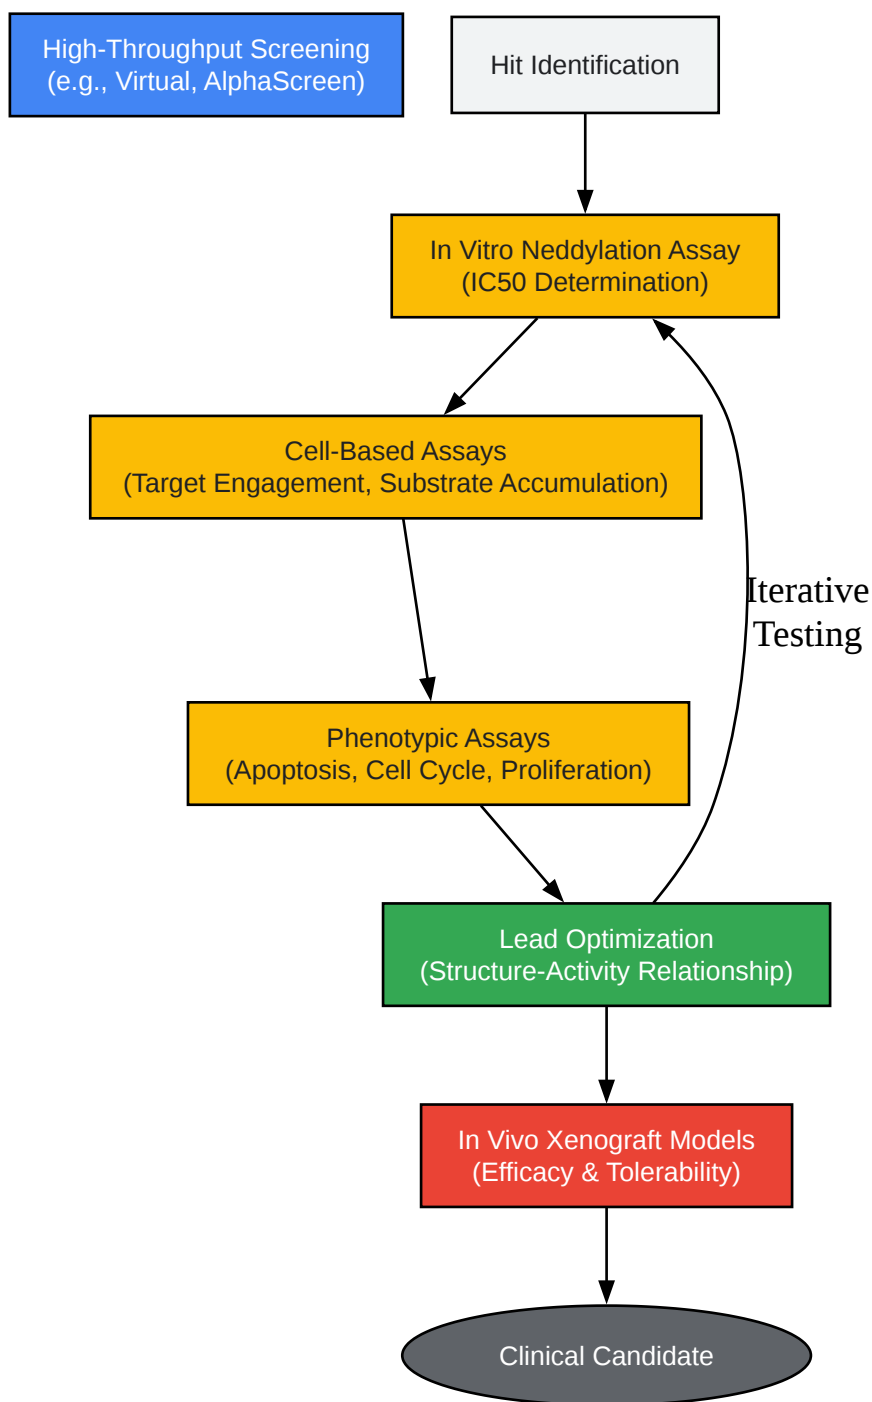 High-Throughput Screening
(e.g., Virtual, AlphaScreen)
Hit Identification
In Vitro Neddylation Assay
(IC50 Determination)
Cell-Based Assays
(Target Engagement, Substrate Accumulation)
Iterative
Testing
Phenotypic Assays
(Apoptosis, Cell Cycle, Proliferation)
Lead Optimization
(Structure-Activity Relationship)
In Vivo Xenograft Models
(Efficacy & Tolerability)
Clinical Candidate